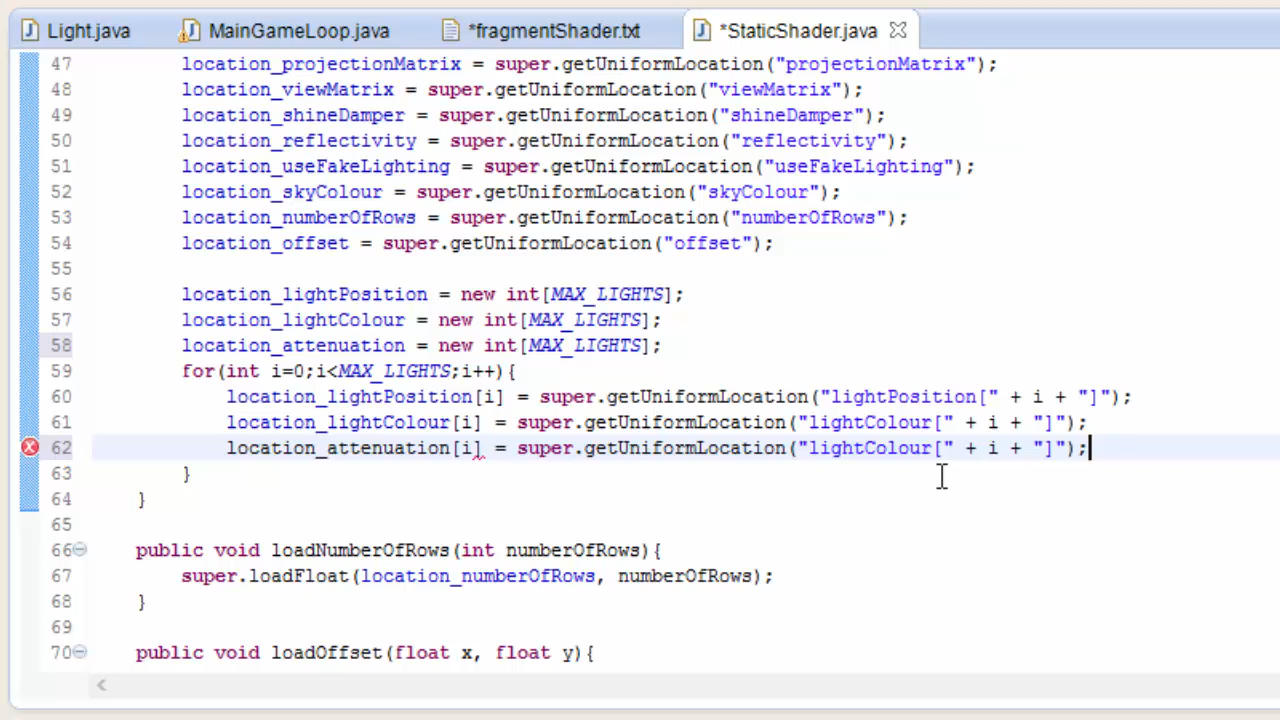 Light.java MainGameLoop.java *fragmentShader.txt *StaticShader.java
47 location_projectionMatrix = super.getUniformLocation("projectionMatrix");
48 location_viewMatrix = super.getUniformLocation("viewMatrix");
49 location_shineDamper = super.getUniformLocation("shineDamper");
50 location_reflectivity = super.getUniformLocation("reflectivity");
51 location_useFakeLighting = super.getUniformLocation("useFakeLighting");
52 location_skyColour = super.getUniformLocation("skyColour");
53 location_numberOfRows = super.getUniformLocation("numberOfRows");
54 location_offset = super.getUniformLocation("offset");
55
56 location_lightPosition = new int[MAX_LIGHTS];
57 location_lightColour = new int[MAX_LIGHTS];
58 location_attenuation = new int[MAX_LIGHTS];
59 for(int i=0;i<MAX_LIGHTS;i++){
60 location_lightPosition[i] = super.getUniformLocation("lightPosition[" + i + "]");
61 location_lightColour[i] = super.getUniformLocation("lightColour[" + i + "]");
62 location_attenuation[i] = super.getUniformLocation("lightColour[" + i + "]");
63 }
64 }
65
66 public void loadNumberOfRows(int numberOfRows){
67 super.loadFloat(location_numberOfRows, numberOfRows);
68 }
69
70 public void loadOffset(float x, float y){